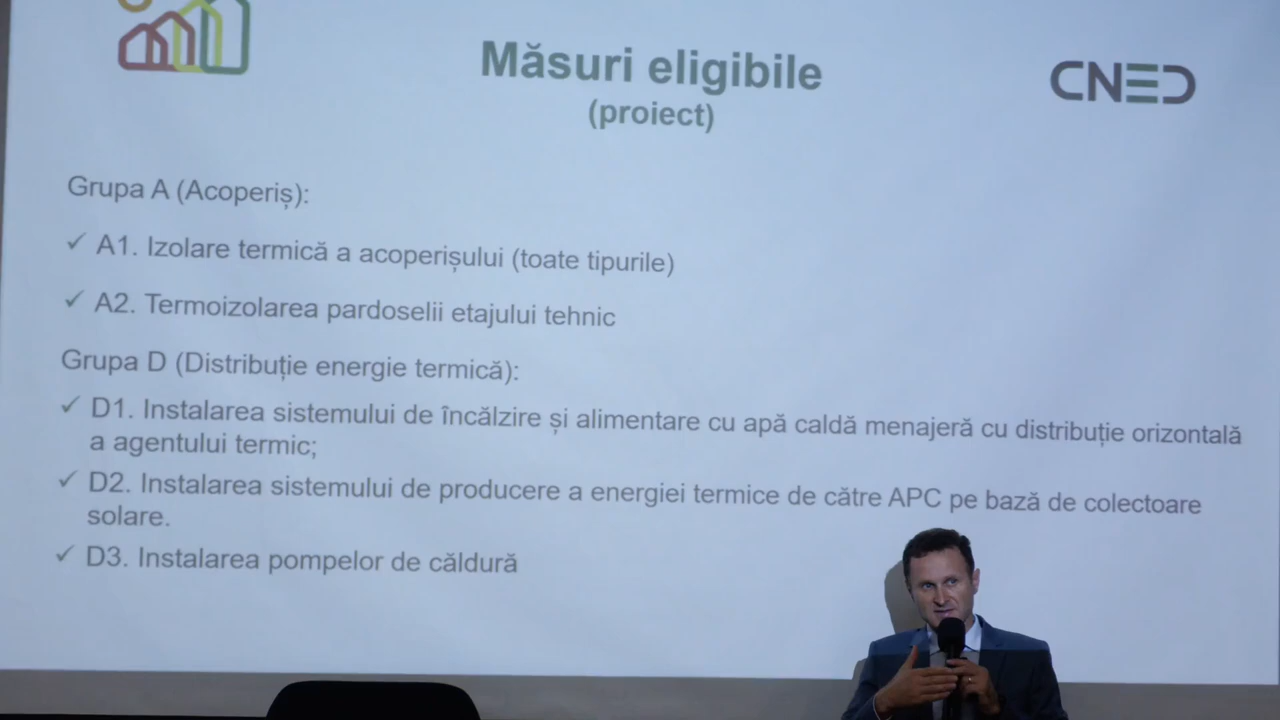 Măsuri eligibile
(proiect)
CNED
Grupa A (Acoperiș):
✓ A1. Izolare termică a acoperișului (toate tipurile)
✓ A2. Termoizolarea pardoselii etajului tehnic
Grupa D (Distribuție energie termică):
✓ D1. Instalarea sistemului de încălzire și alimentare cu apă caldă menajeră cu distribuție orizontală
a agentului termic;
✓ D2. Instalarea sistemului de producere a energiei termice de către APC pe bază de colectoare
solare.
✓ D3. Instalarea pompelor de căldură